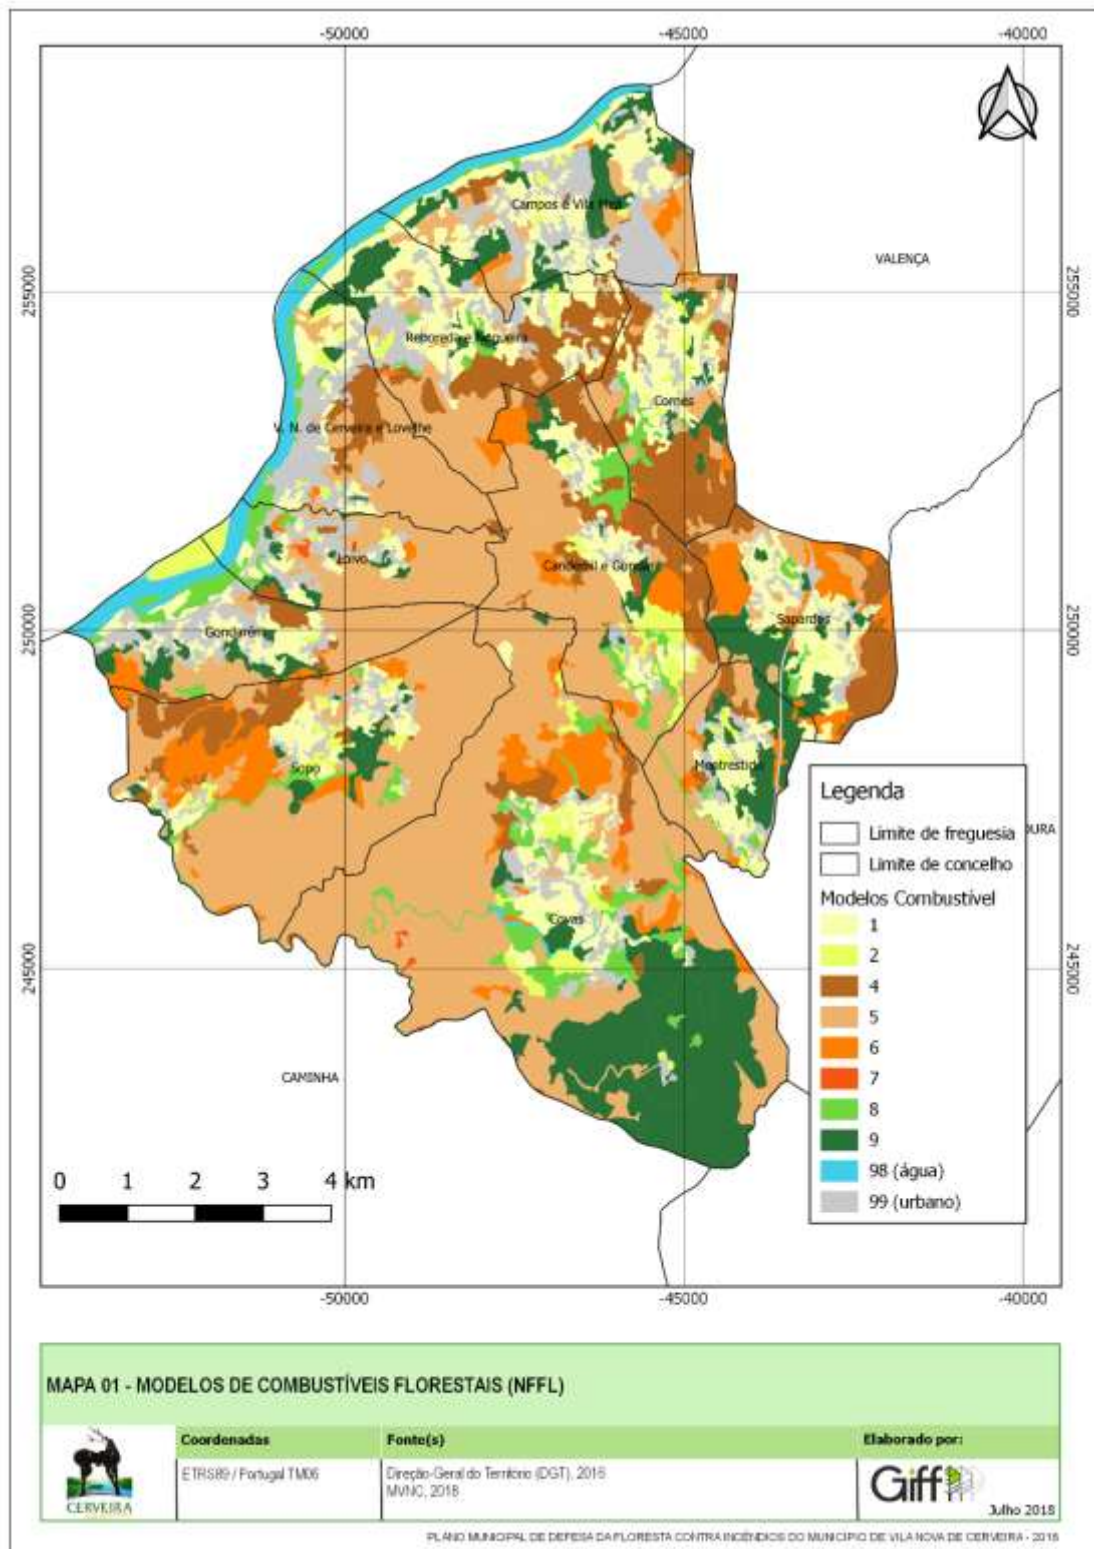 -50000
-45000
-40000
Campos e Vila Meã
VALENÇA
255000
255000
Reboreda e Nogueira
Cornes
V. N. de Cerveira e Lovelhe
Loivo
Candemil e Gondar
Sapardos
Gondarém
250000
250000
Mentrestido
Sopo
Legenda
Limite de freguesia
Limite de concelho
Modelos Combustível
1
2
4
5
6
7
8
9
98 (água)
99 (urbano)
Covas
245000
245000
CAMINHA
0 1 2 3 4 km
-50000
-45000
-40000
MAPA 01 - MODELOS DE COMBUSTÍVEIS FLORESTAIS (NFFL)
Coordenadas
Fonte(s)
Elaborado por:
ETRS89 / Portugal TM06
Direção-Geral do Território (DGT), 2016
MVNC, 2018
CERVEIRA
Giff
Julho 2018
PLANO MUNICIPAL DE DEFESA DA FLORESTA CONTRA INCÊNDIOS DO MUNICÍPIO DE VILA NOVA DE CERVEIRA - 2018